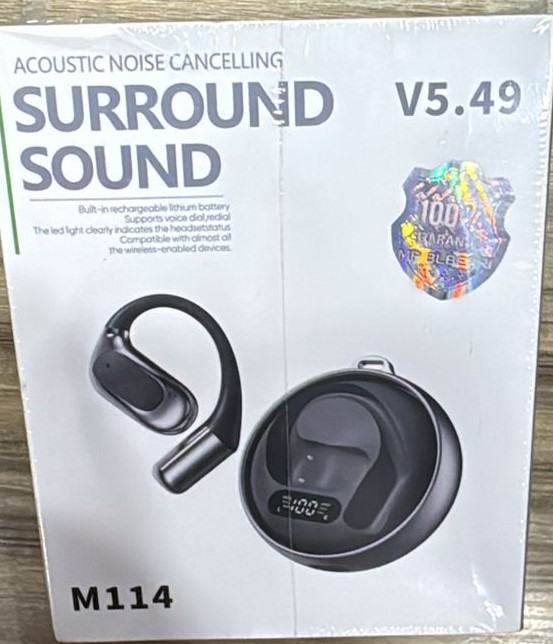 ACOUSTIC NOISE CANCELLING
SURROUND
SOUND
V5.49
Built-in rechargeable lithium battery
Supports voice dial,redial
The led light clearly indicates the headsetstatus
Compatible with almost all
the wireless-enabled devices.
100
100
M114